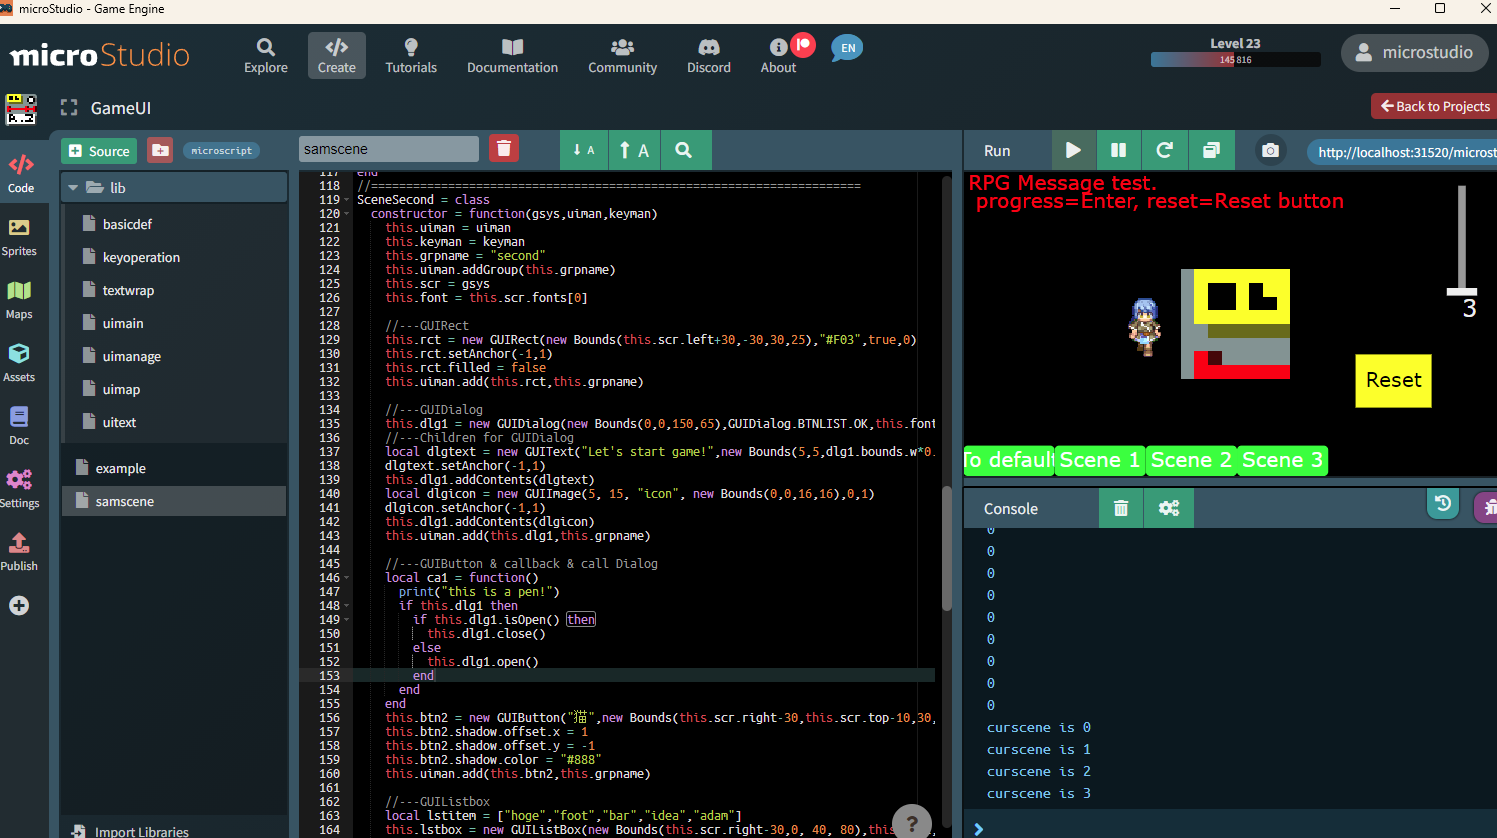 microStudio - Game Engine
microStudio
Explore
Create
Tutorials
Documentation
Community
Discord
About
EN
Level 23
145 816
microstudio
GameUI
Back to Projects
Code
Sprites
Maps
Assets
Doc
Settings
Publish
Source
microscript
lib
basicdef
keyoperation
textwrap
uimain
uimanage
uimap
uitext
example
samscene
Import Libraries
samscene
A
A
117 end
118 //======================================================================
119 SceneSecond = class
120 constructor = function(gsys,uiman,keyman)
121 this.uiman = uiman
122 this.keyman = keyman
123 this.grpname = "second"
124 this.uiman.addGroup(this.grpname)
125 this.scr = gsys
126 this.font = this.scr.fonts[0]
127
128 //---GUIRect
129 this.rct = new GUIRect(new Bounds(this.scr.left+30,-30,30,25),"#F03",true,0)
130 this.rct.setAnchor(-1,1)
131 this.rct.filled = false
132 this.uiman.add(this.rct,this.grpname)
133
134 //---GUIDialog
135 this.dlg1 = new GUIDialog(new Bounds(0,0,150,65),GUIDialog.BTNLIST.OK,this.font
136 //---Children for GUIDialog
137 local dlgtext = new GUIText("Let's start game!",new Bounds(5,5,dlg1.bounds.w*0.
138 dlgtext.setAnchor(-1,1)
139 this.dlg1.addContents(dlgtext)
140 local dlgicon = new GUIImage(5, 15, "icon", new Bounds(0,0,16,16),0,1)
141 dlgicon.setAnchor(-1,1)
142 this.dlg1.addContents(dlgicon)
143 this.uiman.add(this.dlg1,this.grpname)
144
145 //---GUIButton & callback & call Dialog
146 local ca1 = function()
147 print("this is a pen!")
148 if this.dlg1 then
149 if this.dlg1.isOpen() then
150 this.dlg1.close()
151 else
152 this.dlg1.open()
153 end
154 end
155 end
156 this.btn2 = new GUIButton("猫",new Bounds(this.scr.right-30,this.scr.top-10,30,
157 this.btn2.shadow.offset.x = 1
158 this.btn2.shadow.offset.y = -1
159 this.btn2.shadow.color = "#888"
160 this.uiman.add(this.btn2,this.grpname)
161
162 //---GUIListbox
163 local lstitem = ["hoge","foot","bar","idea","adam"]
164 this.lstbox = new GUIListBox(new Bounds(this.scr.right-30,0, 40, 80),this
?
Run
http://localhost:31520/microst
RPG Message test.
progress=Enter, reset=Reset button
3
Reset
To default
Scene 1
Scene 2
Scene 3
Console
0
0
0
0
0
0
0
0
0
curscene is 0
curscene is 1
curscene is 2
curscene is 3